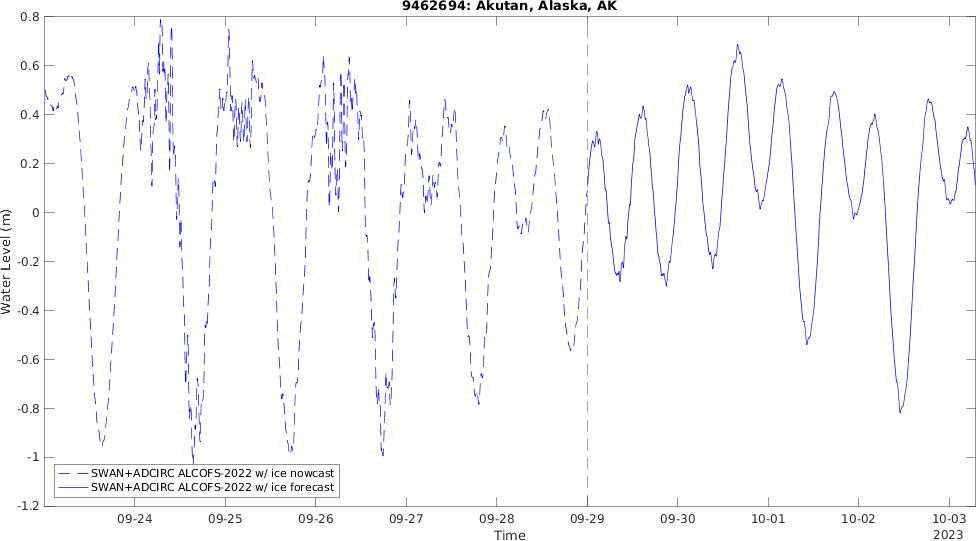 9462694: Akutan, Alaska, AK
0.8
0.6
0.4
0.2
0
-0.2
-0.4
-0.6
-0.8
-1
-1.2
Water Level (m)
SWAN+ADCIRC ALCOFS-2022 w/ ice nowcast
SWAN+ADCIRC ALCOFS-2022 w/ ice forecast
09-24 09-25 09-26 09-27 09-28 09-29 09-30 10-01 10-02 10-03
2023
Time